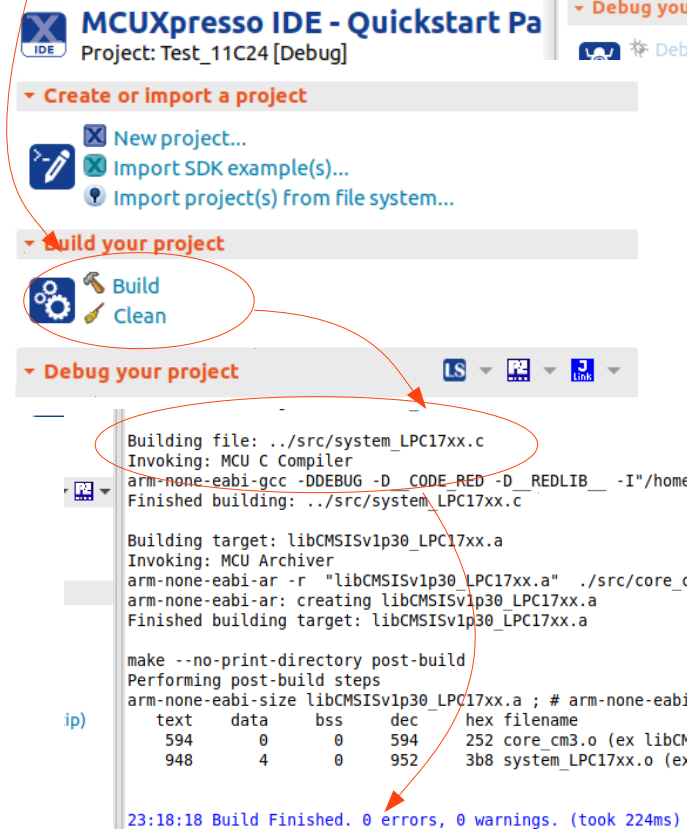 MCUXpresso IDE - Quickstart Pa
IDE
Project: Test_11C24 [Debug]
Debug you
Deb
Create or import a project
New project...
Import SDK example(s)...
Import project(s) from file system...
Build your project
Build
Clean
Debug your project
LS
Link
Building file: ../src/system_LPC17xx.c
Invoking: MCU C Compiler
arm-none-eabi-gcc -DDEBUG -D__CODE_RED -D__REDLIB__ -I"/home
Finished building: ../src/system_LPC17xx.c
Building target: libCMSISv1p30_LPC17xx.a
Invoking: MCU Archiver
arm-none-eabi-ar -r "libCMSISv1p30_LPC17xx.a" ./src/core_c
arm-none-eabi-ar: creating libCMSISv1p30_LPC17xx.a
Finished building target: libCMSISv1p30_LPC17xx.a
make --no-print-directory post-build
Performing post-build steps
arm-none-eabi-size libCMSISv1p30_LPC17xx.a ; # arm-none-eabi
text data bss dec hex filename
594 0 0 594 252 core_cm3.o (ex libCM
948 4 0 952 3b8 system_LPC17xx.o (ex
ip)
23:18:18 Build Finished. 0 errors, 0 warnings. (took 224ms)